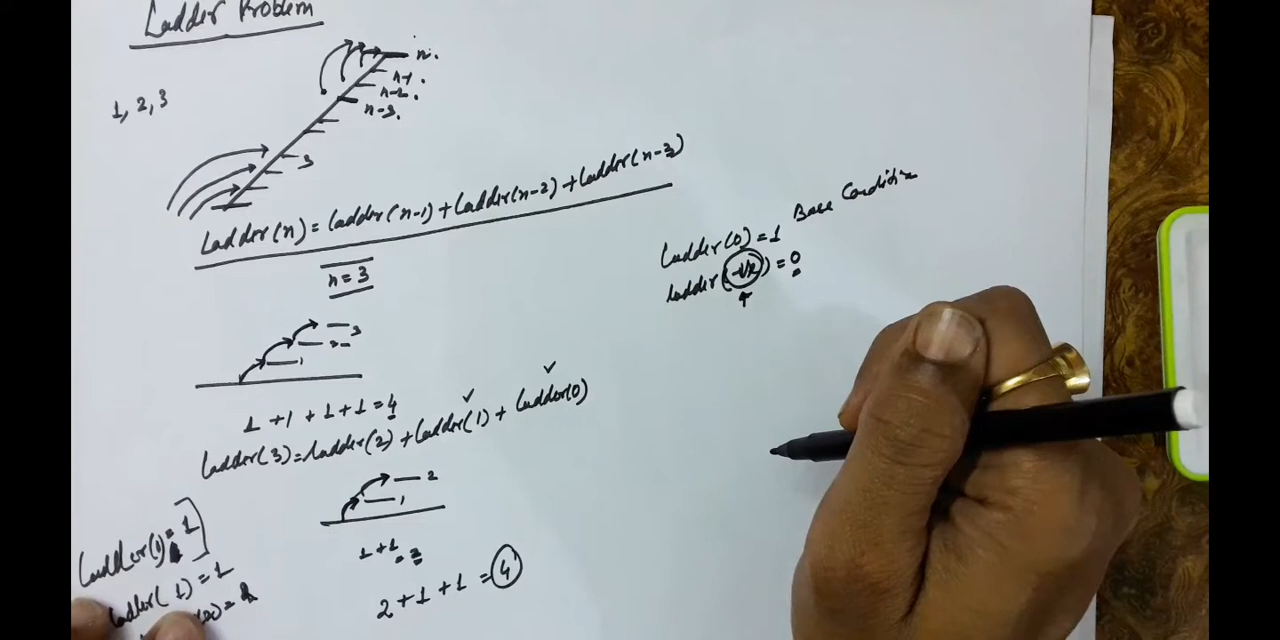 Ladder Problem
n.
n-1.
n-2.
n-3.
1, 2, 3
3
Ladder(n) = Ladder(n-1) + Ladder(n-2) + Ladder(n-3)
Base Condition
Ladder(0) = 1
Ladder ( ) = 0
n = 3
3
2
1
1 + 1 + 1 + 1 = 4
Ladder(3) = Ladder(2) + Ladder(1) + Ladder(0)
2
1
1 + 1 = 2
2 + 1 + 1 = 4
Ladder(1) = 1
Ladder(1) = 1